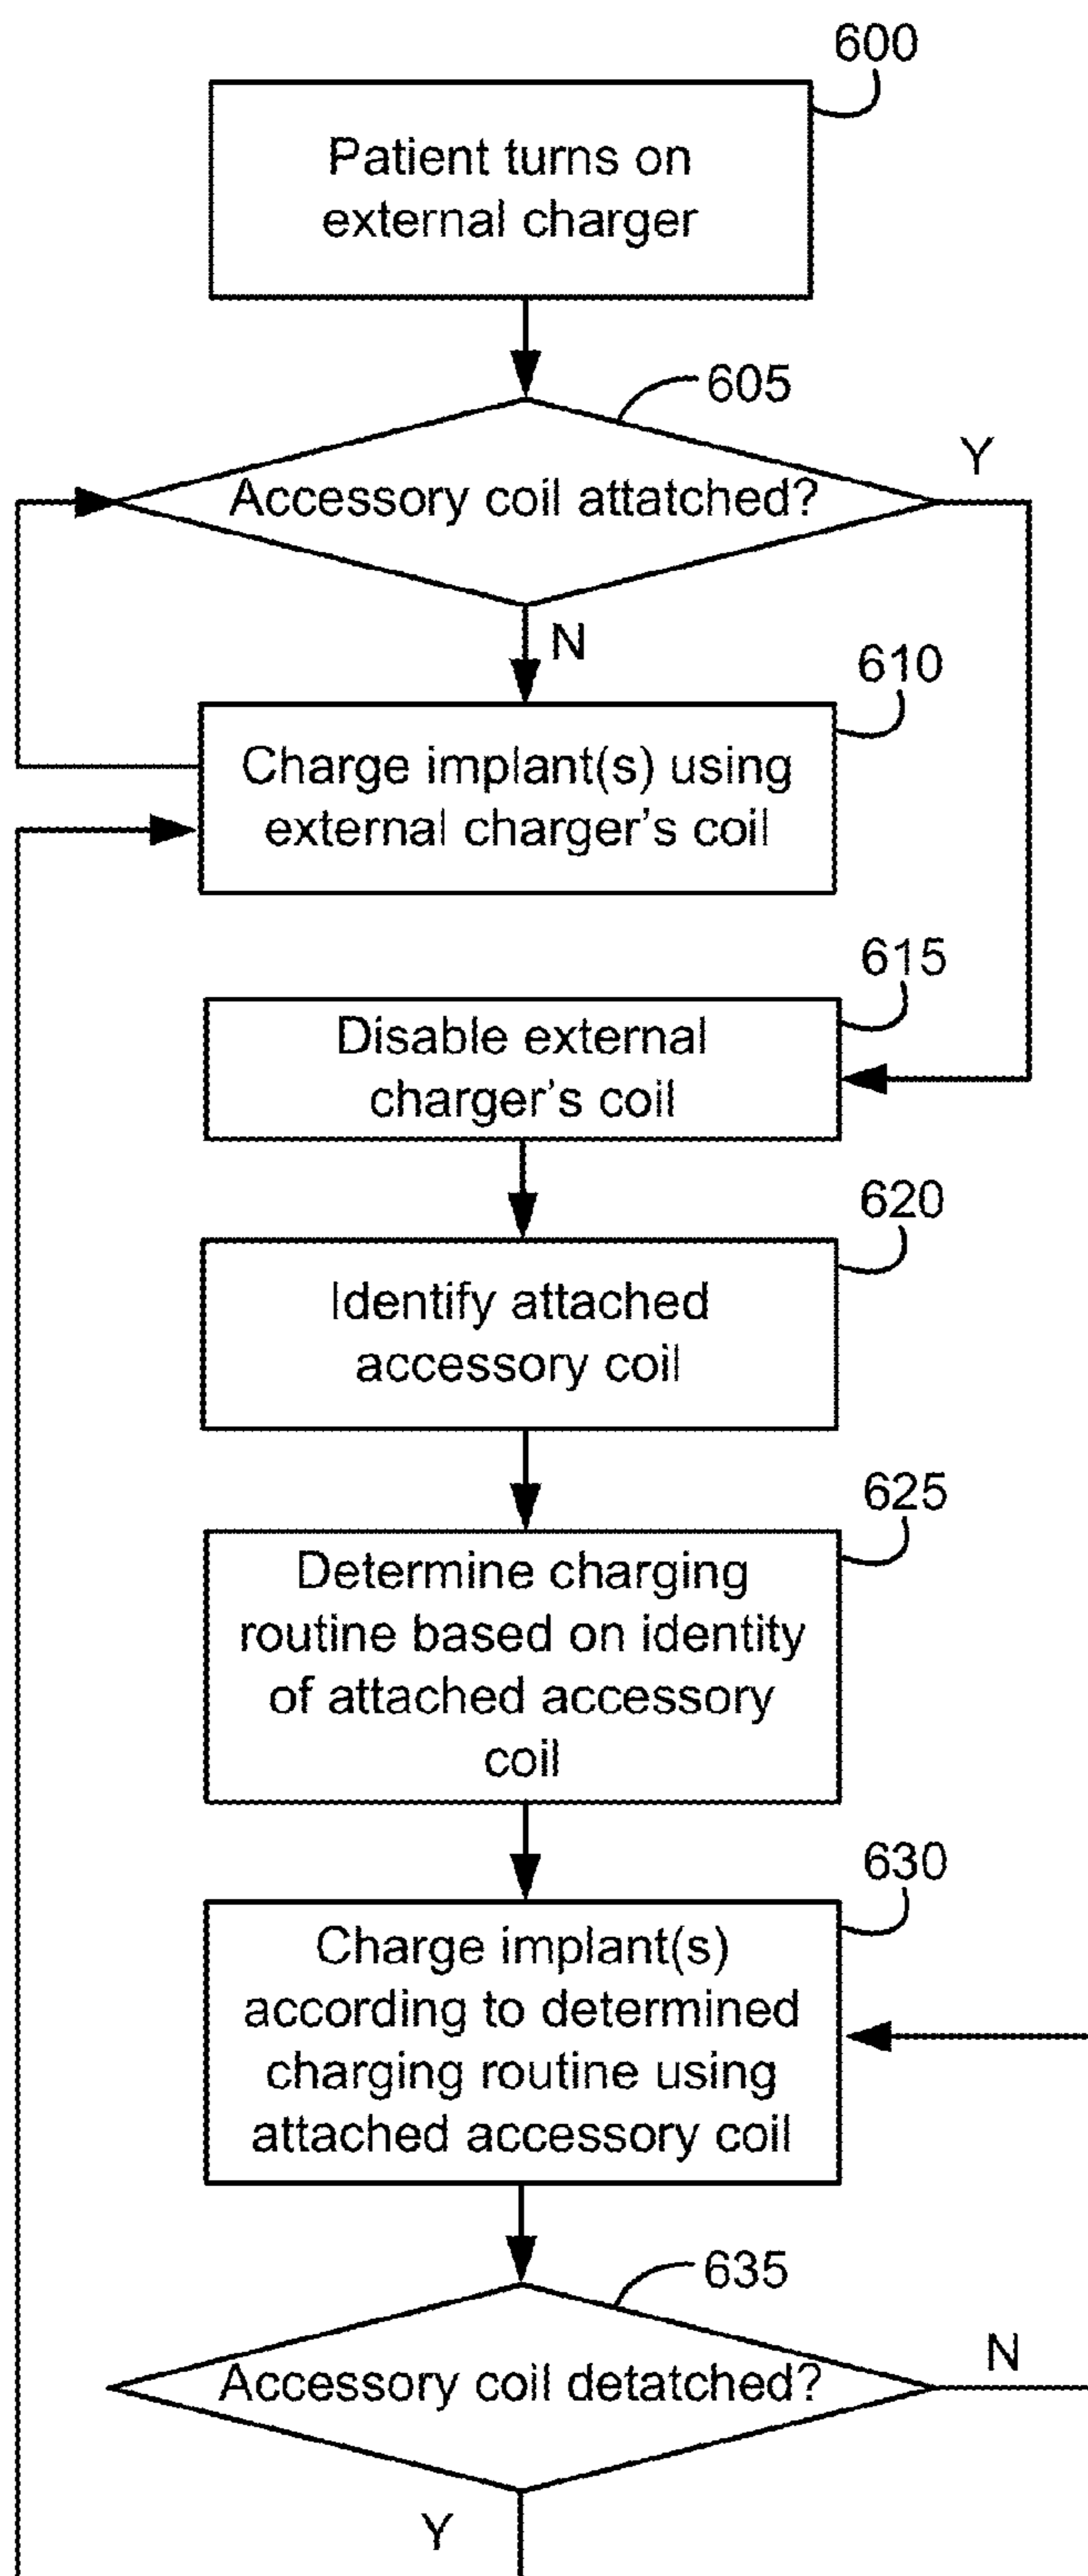 600
Patient turns on
external charger
605
Accessory coil attatched?
Y
N
610
Charge implant(s) using
external charger's coil
615
Disable external
charger's coil
620
Identify attached
accessory coil
625
Determine charging
routine based on identity
of attached accessory
coil
630
Charge implant(s)
according to determined
charging routine using
attached accessory coil
635
Accessory coil detatched?
N
Y